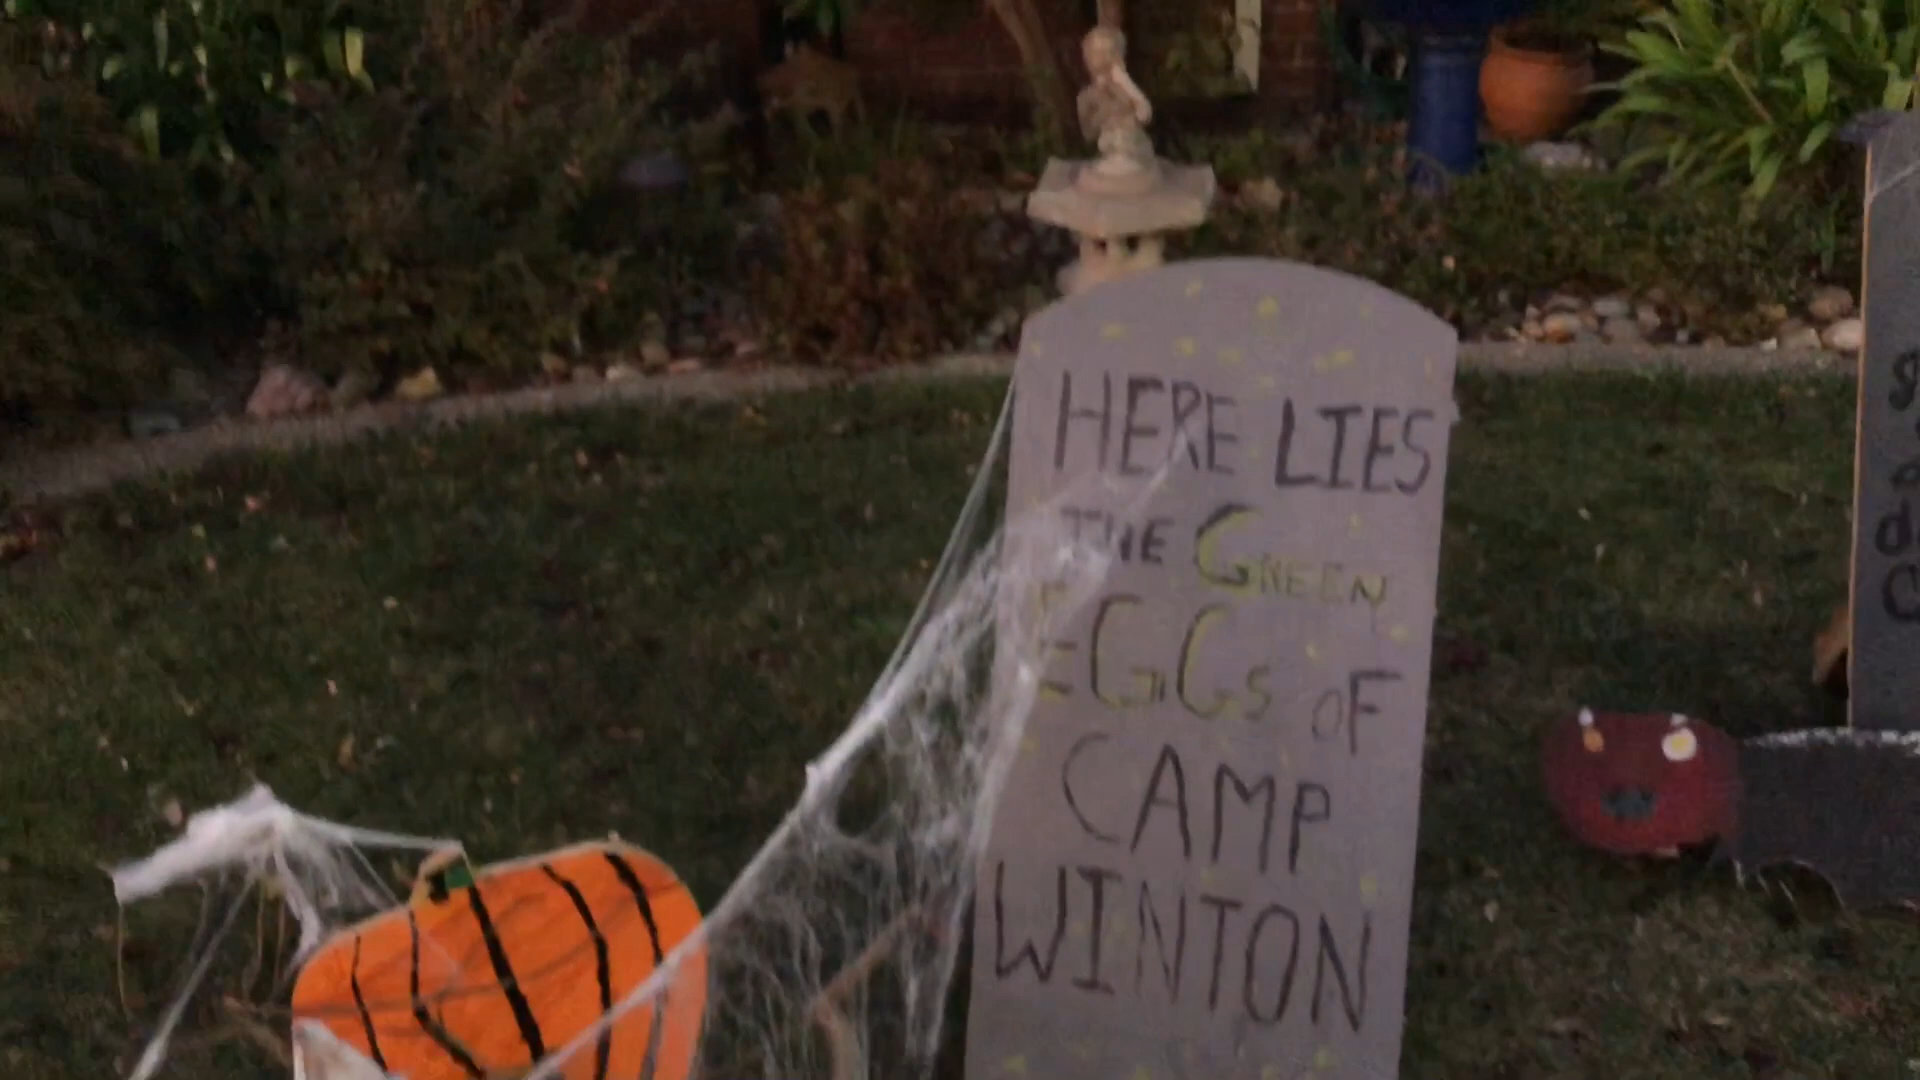 HERE LIES
THE GREEN
EGGS OF
CAMP
WINTON